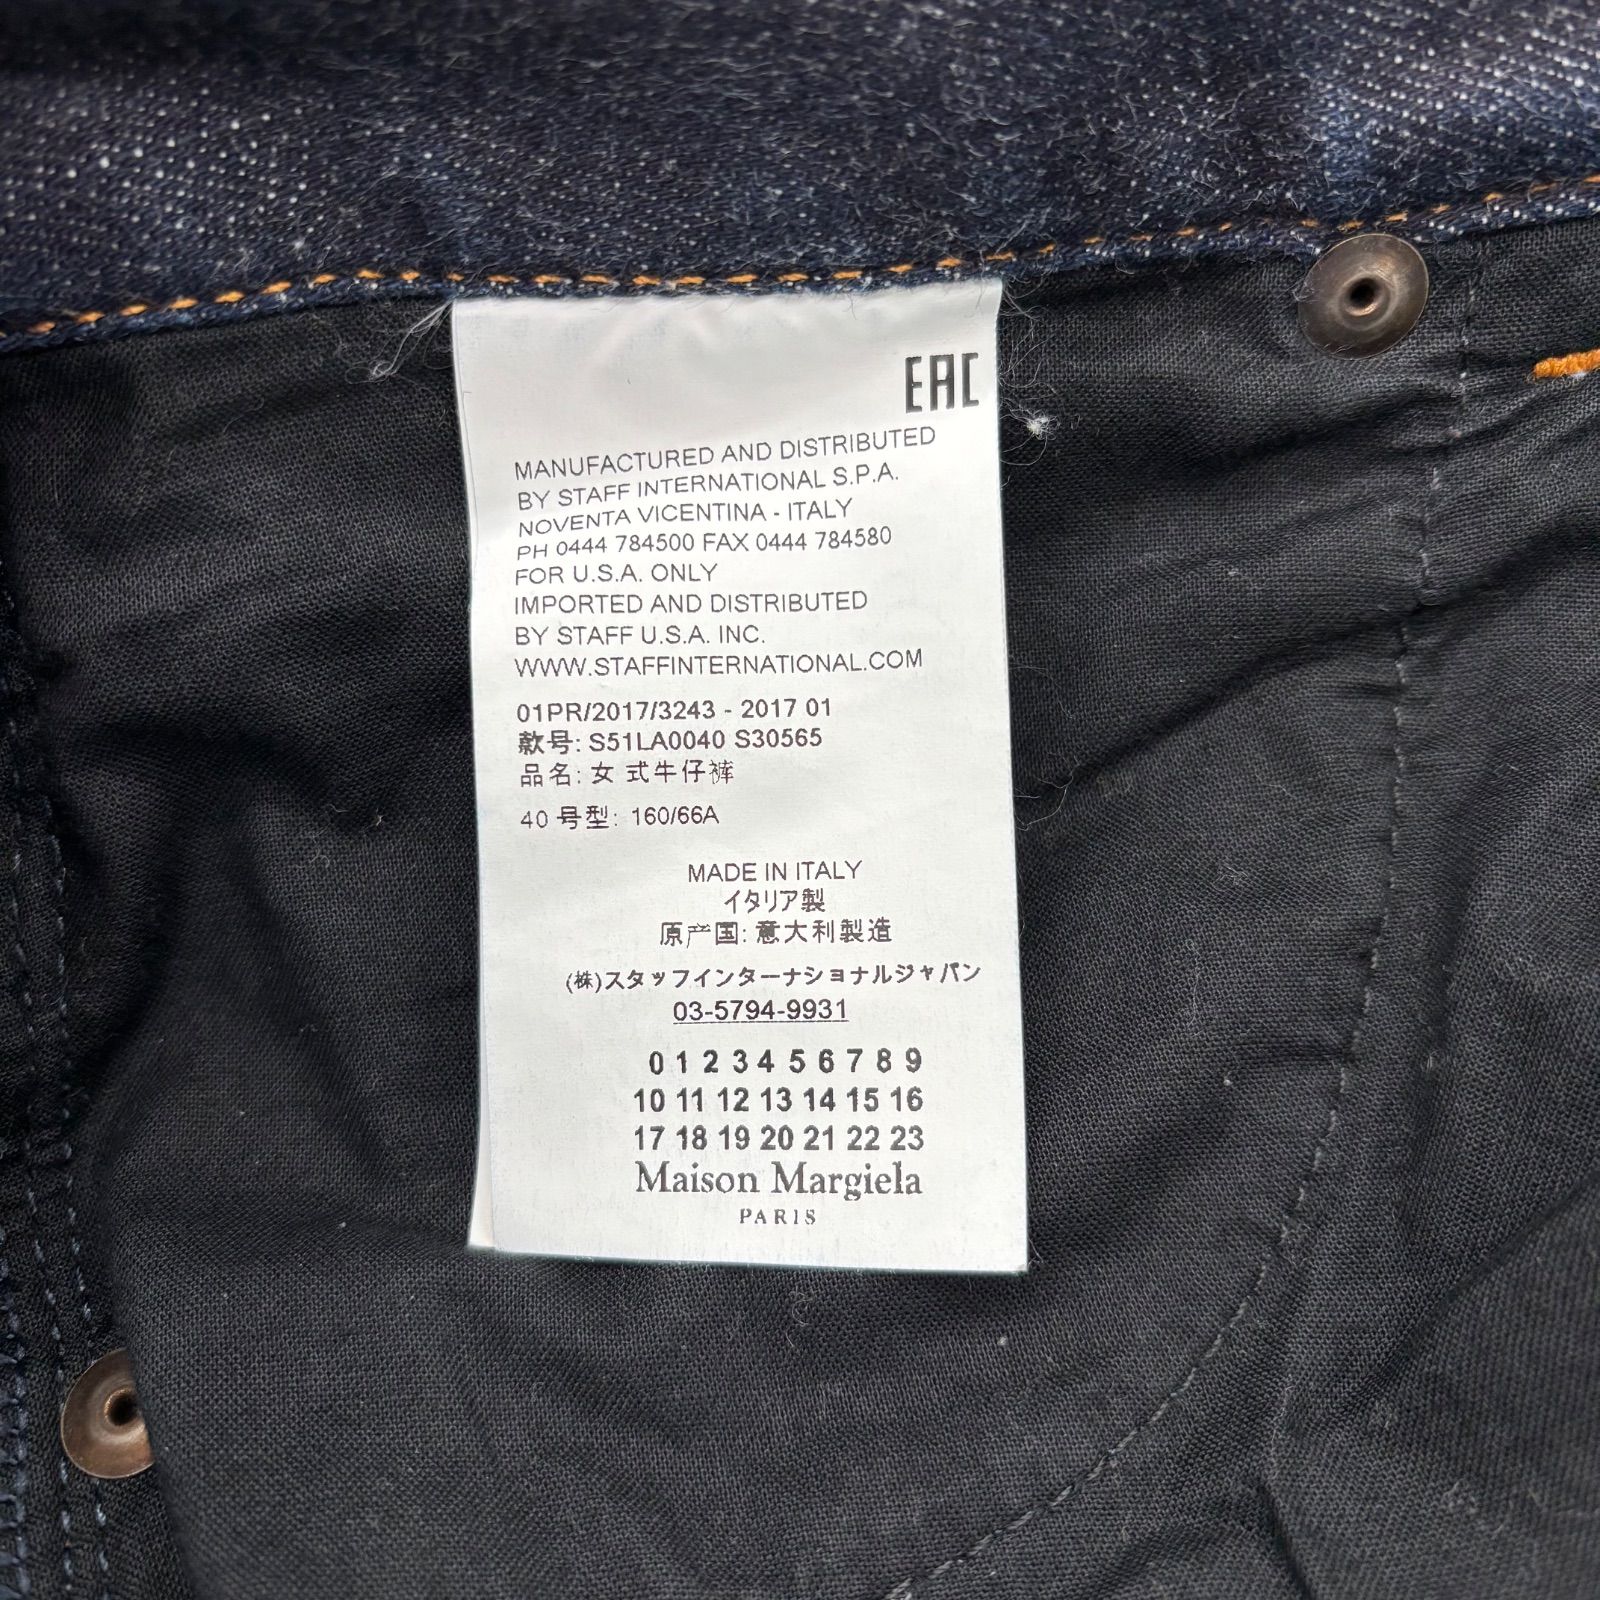 EAC
MANUFACTURED AND DISTRIBUTED
BY STAFF INTERNATIONAL S.P.A.
NOVENTA VICENTINA - ITALY
PH 0444 784500 FAX 0444 784580
FOR U.S.A. ONLY
IMPORTED AND DISTRIBUTED
BY STAFF U.S.A. INC.
WWW.STAFFINTERNATIONAL.COM
01PR/2017/3243 - 2017 01
款号: S51LA0040 S30565
品名: 女 式牛仔裤
40 号型: 160/66A
MADE IN ITALY
イタリア製
原产国: 意大利製造
(株)スタッフインターナショナルジャパン
03-5794-9931
0 1 2 3 4 5 6 7 8 9
10 11 12 13 14 15 16
17 18 19 20 21 22 23
Maison Margiela
PARIS